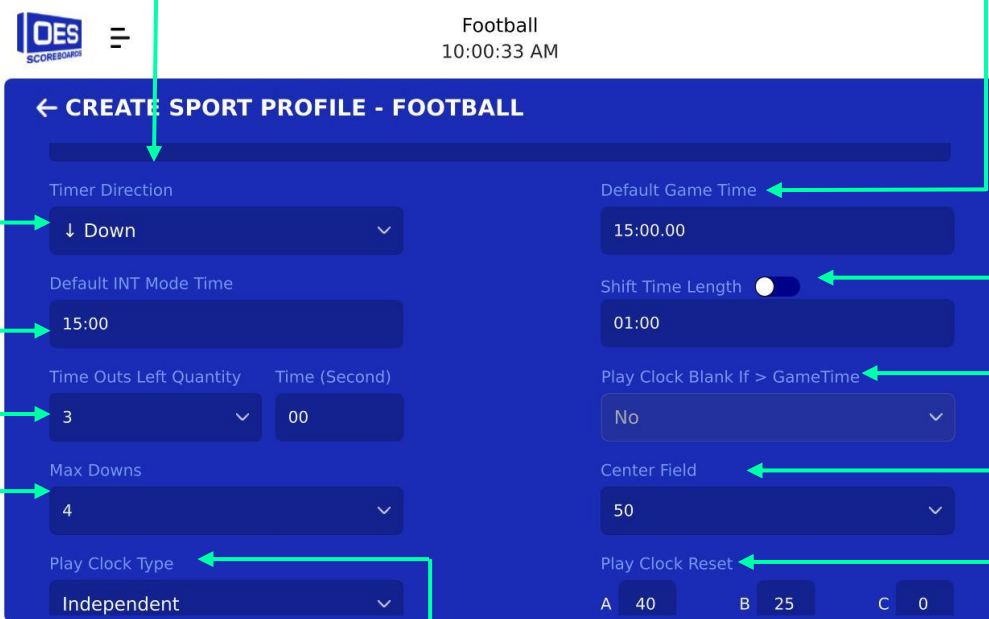 OES
SCOREBOARDS
Football
10:00:33 AM
← CREATE SPORT PROFILE - FOOTBALL
Timer Direction
↓ Down
Default Game Time
15:00.00
Default INT Mode Time
15:00
Shift Time Length
01:00
Time Outs Left Quantity
3
Time (Second)
00
Play Clock Blank If > GameTime
No
Max Downs
4
Center Field
50
Play Clock Type
Independent
Play Clock Reset
A 40 B 25 C 0